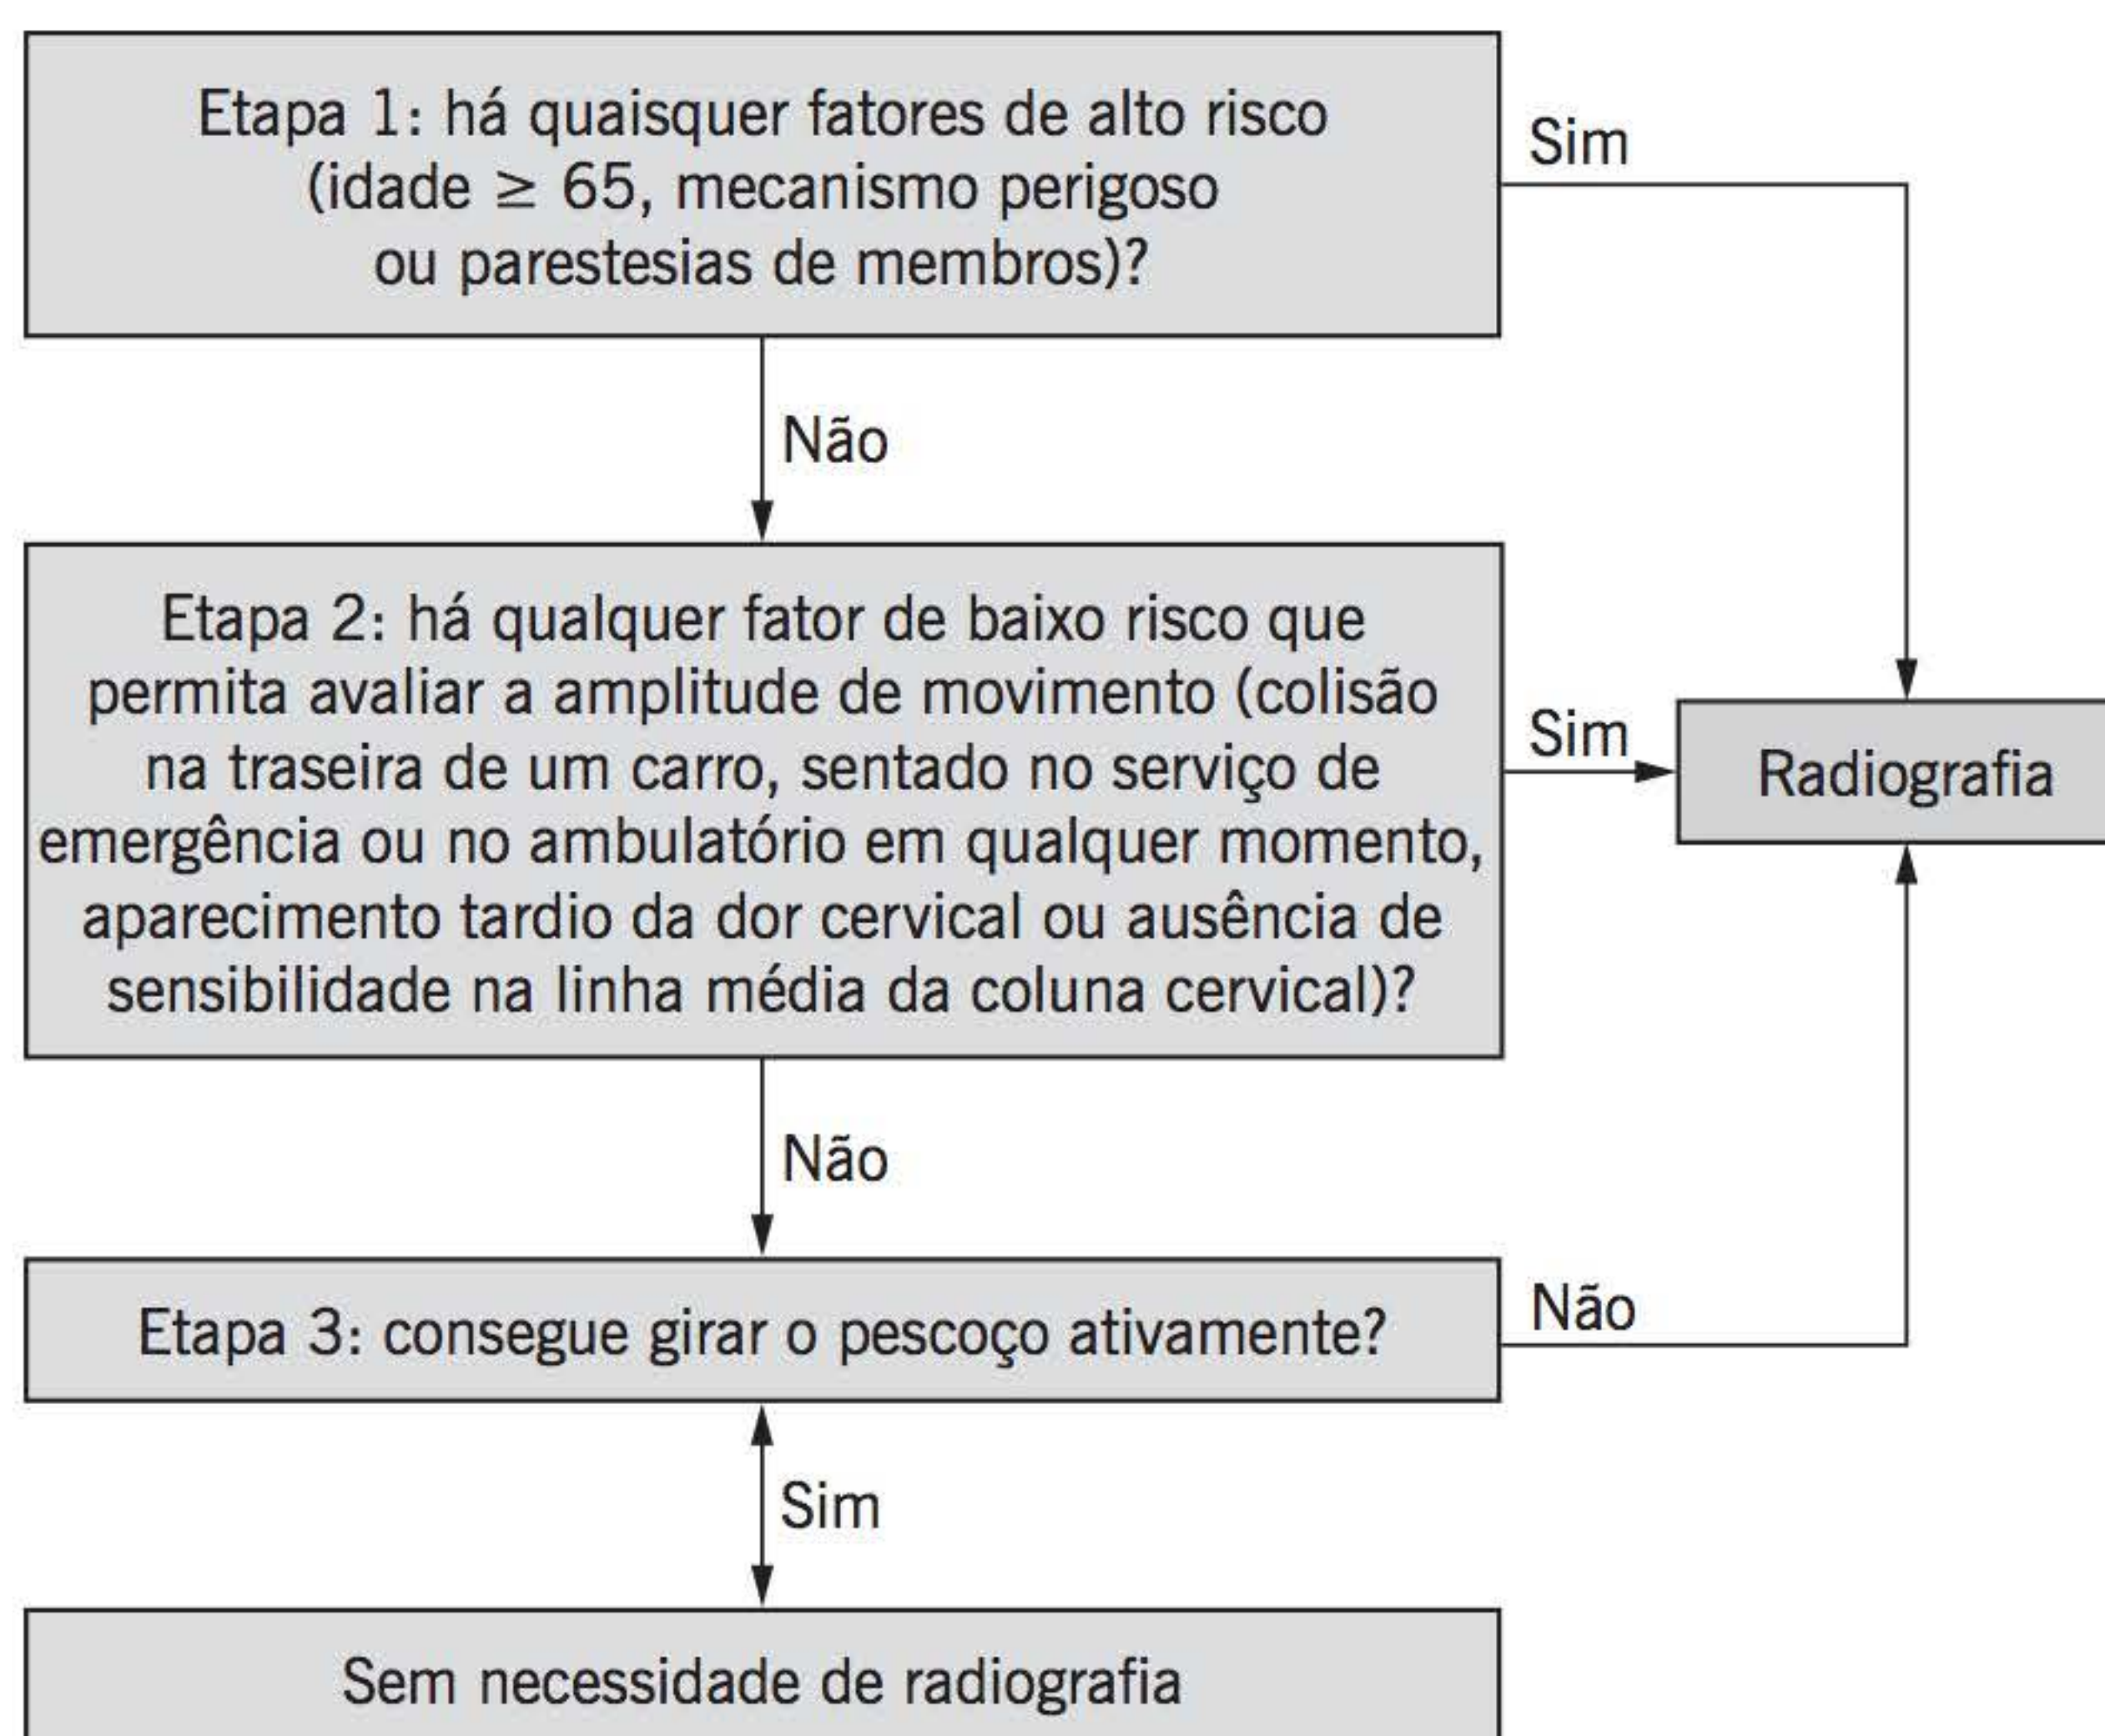 Etapa 1: há quaisquer fatores de alto risco
(idade ≥ 65, mecanismo perigoso
ou parestesias de membros)?
Sim
Não
Etapa 2: há qualquer fator de baixo risco que
permita avaliar a amplitude de movimento (colisão
na traseira de um carro, sentado no serviço de
emergência ou no ambulatório em qualquer momento,
aparecimento tardio da dor cervical ou ausência de
sensibilidade na linha média da coluna cervical)?
Sim
Radiografia
Não
Etapa 3: consegue girar o pescoço ativamente?
Não
Sim
Sem necessidade de radiografia